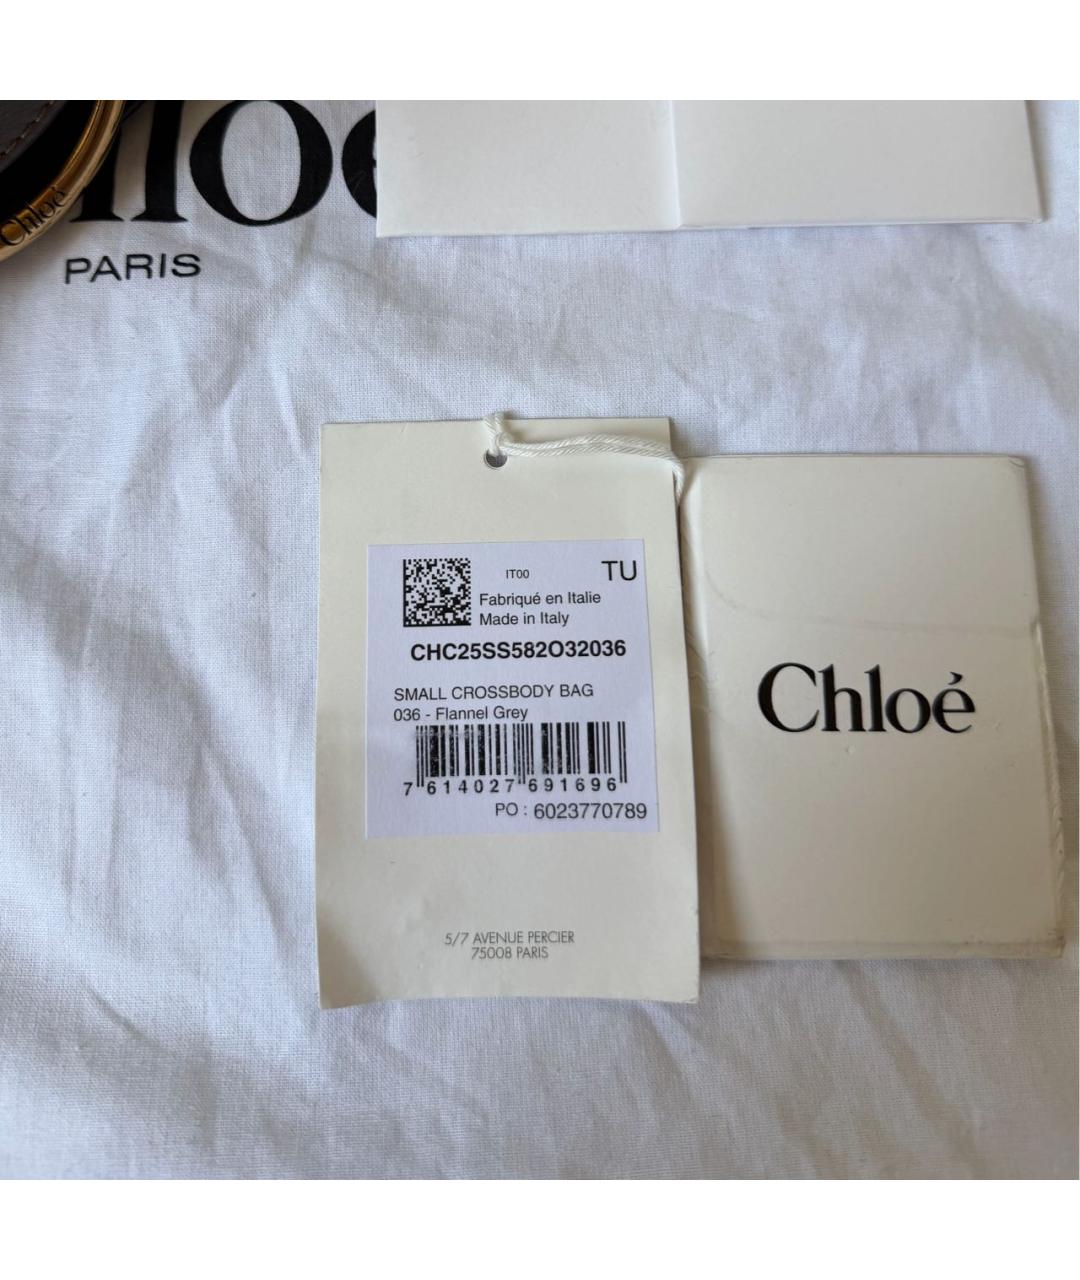 Chloé
hloé
PARIS
IT00
TU
Fabriqué en Italie
Made in Italy
CHC25SS582O32036
SMALL CROSSBODY BAG
036 - Flannel Grey
7 614027 691696
PO : 6023770789
5/7 AVENUE PERCIER
75008 PARIS
Chloé